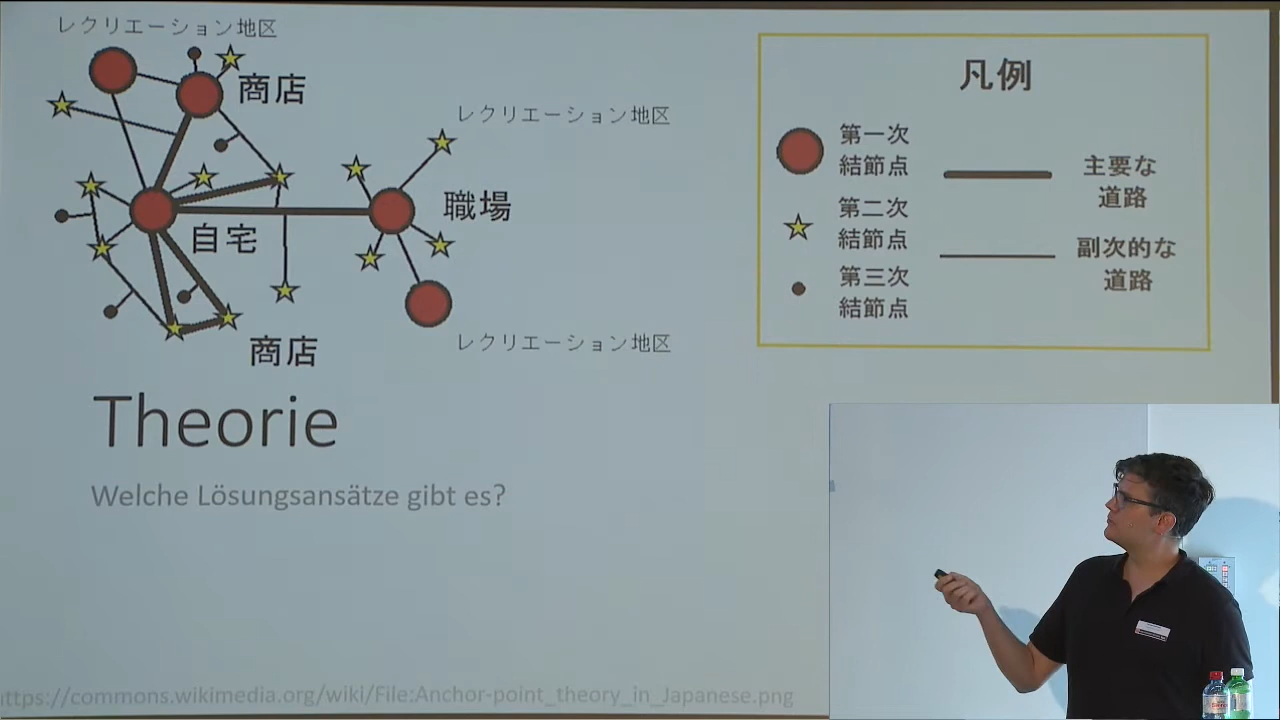 レクリエーション地区
商店
レクリエーション地区
職場
自宅
商店
レクリエーション地区
凡例
第一次
結節点
主要な
道路
第二次
結節点
副次的な
道路
第三次
結節点
Theorie
Welche Lösungsansätze gibt es?
ttps://commons.wikimedia.org/wiki/File:Anchor-point_theory_in_Japanese.png